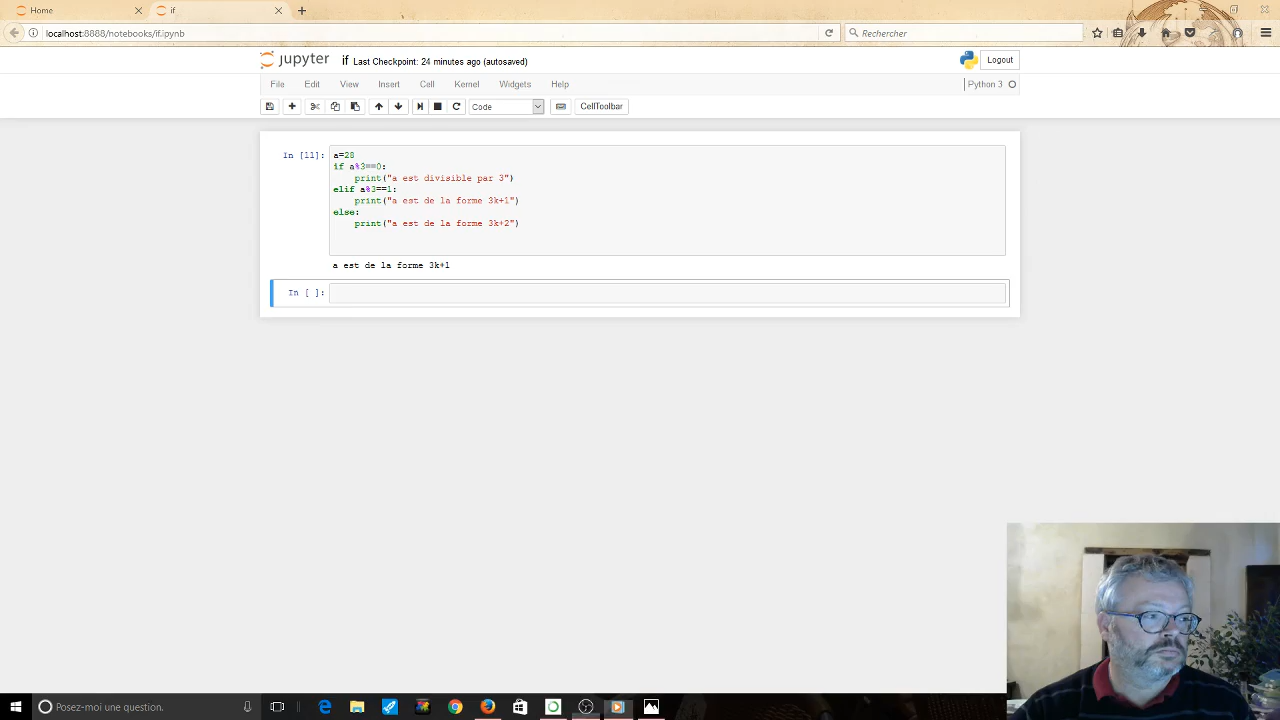 Home
if
localhost:8888/notebooks/if.ipynb
Rechercher
jupyter if Last Checkpoint: 24 minutes ago (autosaved)
Logout
File Edit View Insert Cell Kernel Widgets Help
Python 3
Code
CellToolbar
In [11]:
a=28
if a%3==0:
print("a est divisible par 3")
elif a%3==1:
print("a est de la forme 3k+1")
else:
print("a est de la forme 3k+2")
a est de la forme 3k+1
In [ ]:
Posez-moi une question.